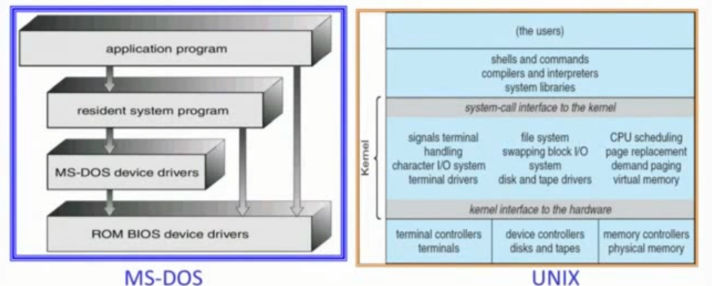 application program
resident system program
MS-DOS device drivers
ROM BIOS device drivers
MS-DOS
(the users)
shells and commands
compilers and interpreters
system libraries
system-call interface to the kernel
Kernel
signals terminal
handling
character I/O system
terminal drivers
file system
swapping block I/O
system
disk and tape drivers
CPU scheduling
page replacement
demand paging
virtual memory
kernel interface to the hardware
terminal controllers
terminals
device controllers
disks and tapes
memory controllers
physical memory
UNIX